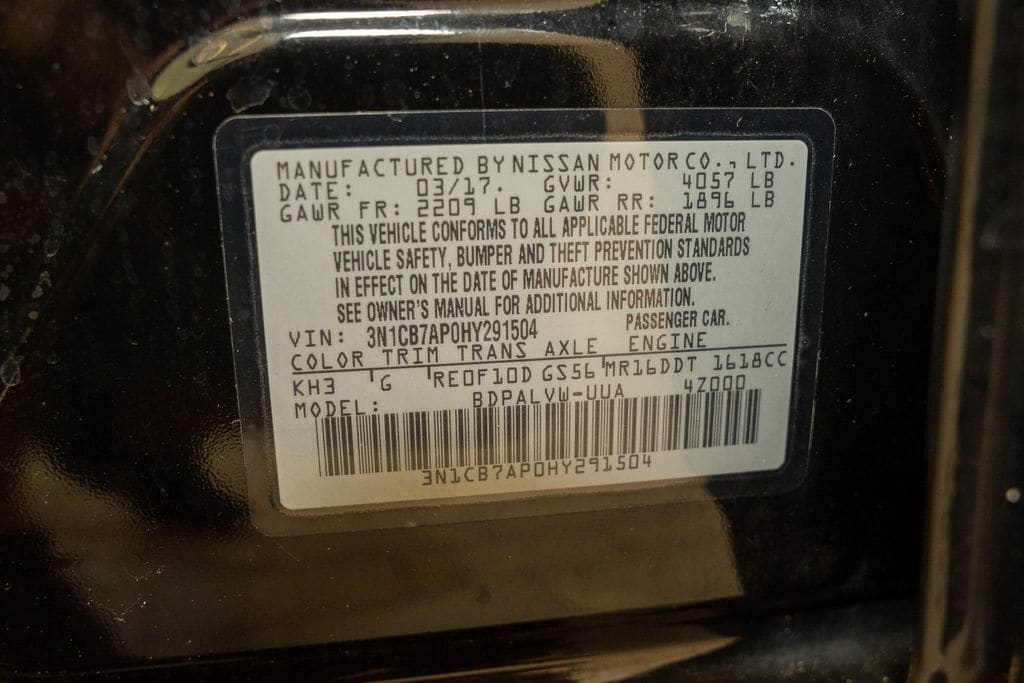 MANUFACTURED BY NISSAN MOTOR CO., LTD.
DATE: 03/17. GVWR: 4057 LB
GAWR FR: 2209 LB GAWR RR: 1896 LB
THIS VEHICLE CONFORMS TO ALL APPLICABLE FEDERAL MOTOR
VEHICLE SAFETY, BUMPER AND THEFT PREVENTION STANDARDS
IN EFFECT ON THE DATE OF MANUFACTURE SHOWN ABOVE.
SEE OWNER'S MANUAL FOR ADDITIONAL INFORMATION.
VIN: 3N1CB7AP0HY291504 PASSENGER CAR.
COLOR TRIM TRANS AXLE ENGINE
KH3 G RE0F10D GS56 MR16DDT 1618CC
MODEL: BDPALVW-UUA 4Z000
3N1CB7AP0HY291504